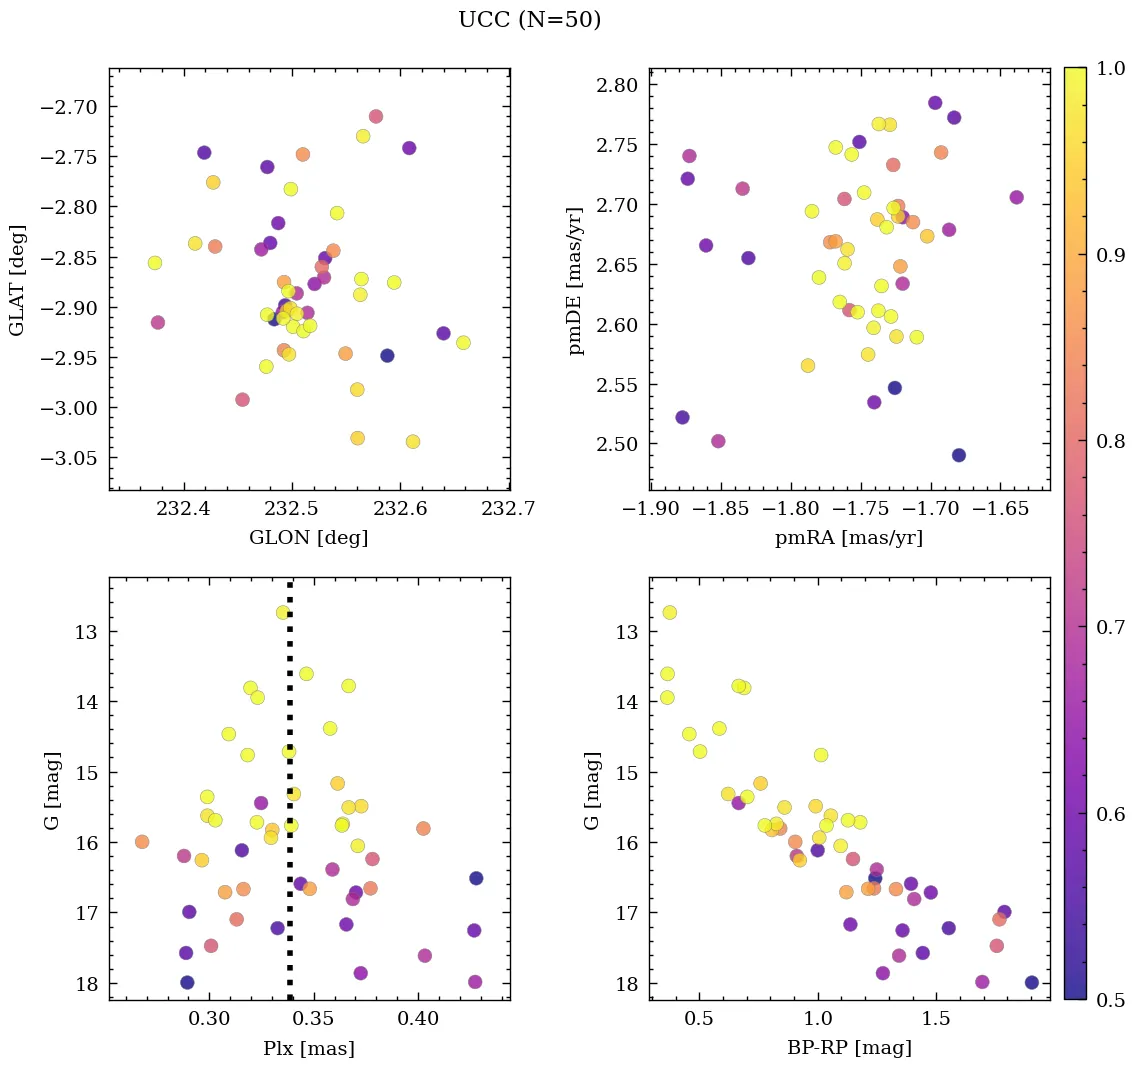 UCC (N=50)
−2.70
−2.75
−2.80
−2.85
−2.90
−2.95
−3.00
−3.05
GLAT [deg]
232.4 232.5 232.6 232.7
GLON [deg]
2.80
2.75
2.70
2.65
2.60
2.55
2.50
pmDE [mas/yr]
−1.90 −1.85 −1.80 −1.75 −1.70 −1.65
pmRA [mas/yr]
13
14
15
16
17
18
G [mag]
0.30 0.35 0.40
Plx [mas]
13
14
15
16
17
18
G [mag]
0.5 1.0 1.5
BP-RP [mag]
1.0
0.9
0.8
0.7
0.6
0.5